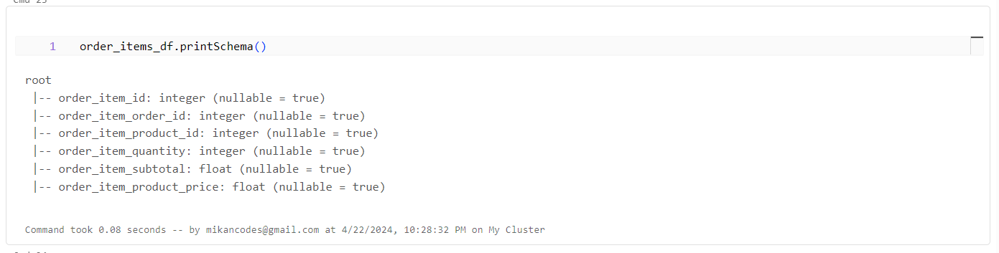 Cmd 23
1 order_items_df.printSchema()
root
|-- order_item_id: integer (nullable = true)
|-- order_item_order_id: integer (nullable = true)
|-- order_item_product_id: integer (nullable = true)
|-- order_item_quantity: integer (nullable = true)
|-- order_item_subtotal: float (nullable = true)
|-- order_item_product_price: float (nullable = true)
Command took 0.08 seconds -- by mikancodes@gmail.com at 4/22/2024, 10:28:32 PM on My Cluster